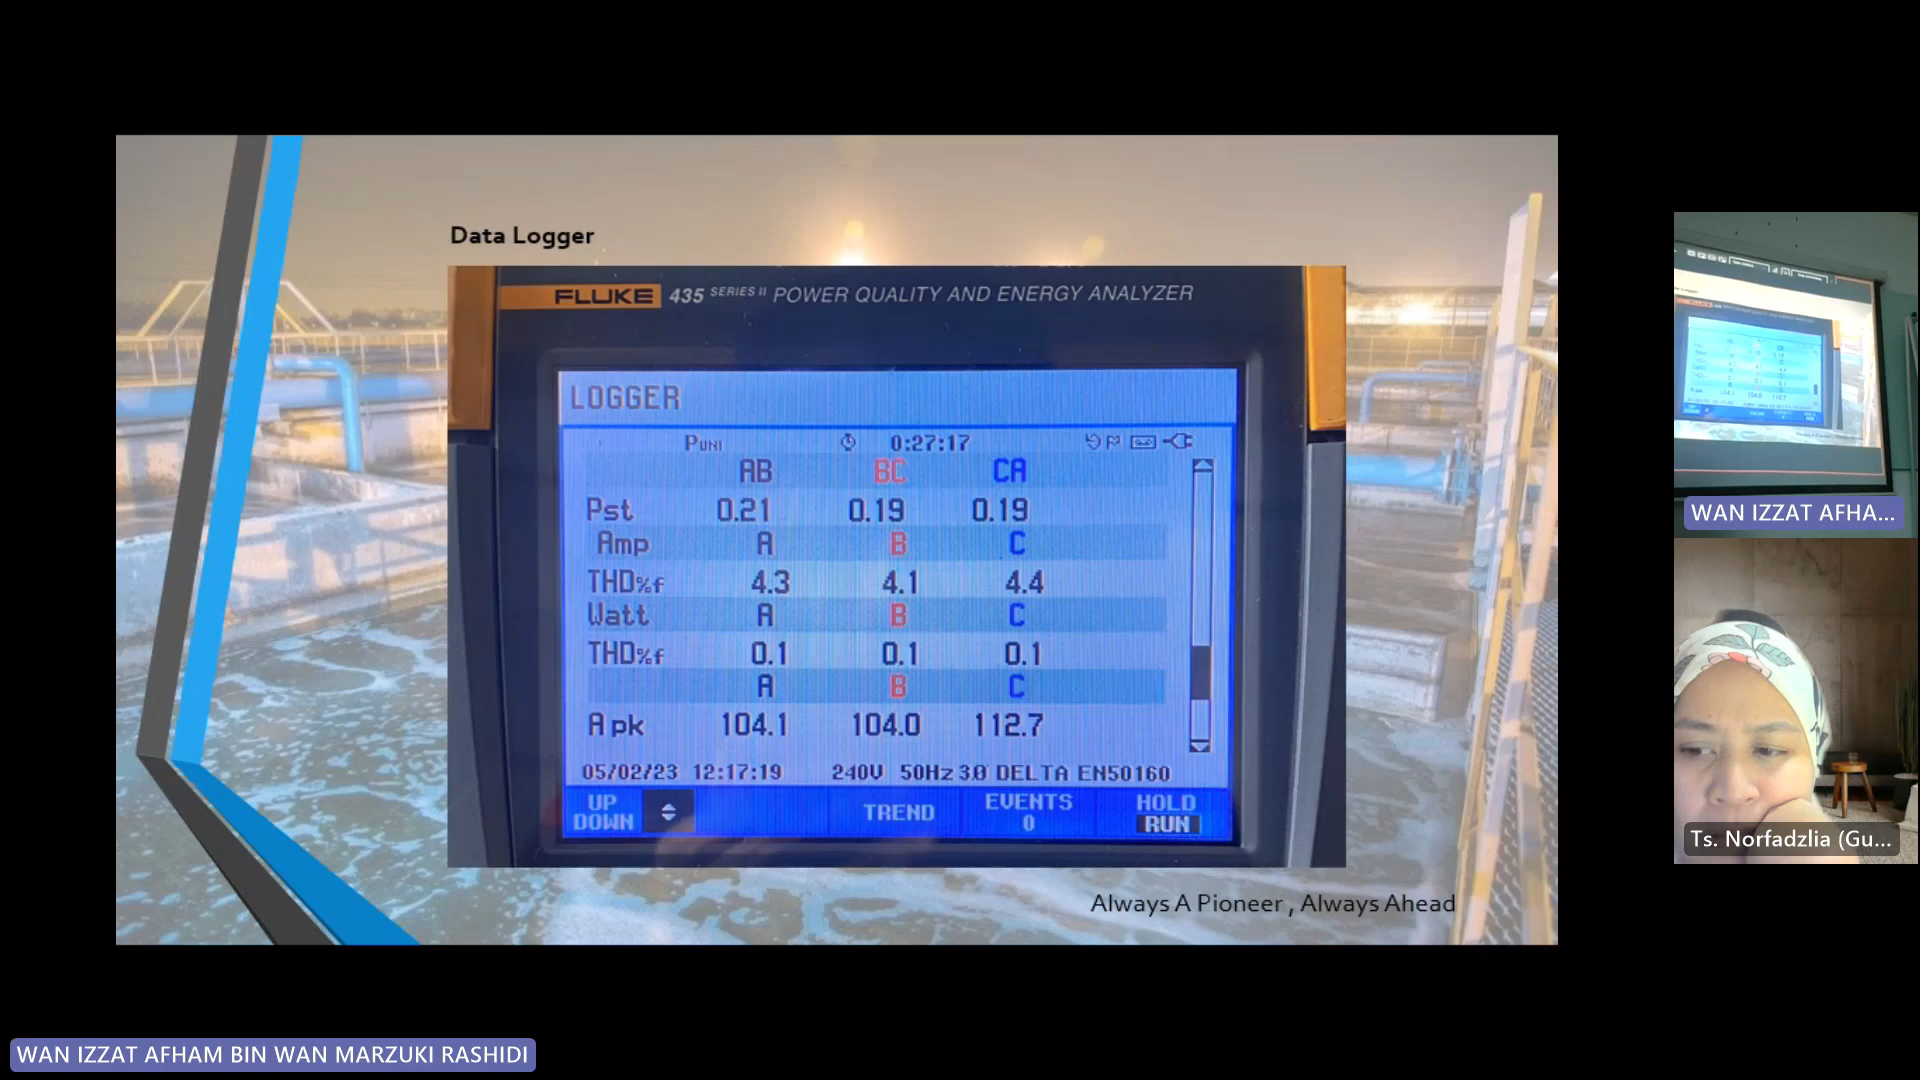 Data Logger
FLUKE 435 SERIES II POWER QUALITY AND ENERGY ANALYZER
LOGGER
PUNI 0:27:17
AB BC CA
Pst 0.21 0.19 0.19
Amp A B C
THD%f 4.3 4.1 4.4
Watt A B C
THD%f 0.1 0.1 0.1
A B C
A pk 104.1 104.0 112.7
05/02/23 12:17:19 240V 50Hz 3Ø DELTA EN50160
UP DOWN TREND EVENTS 0 HOLD RUN
Always A Pioneer , Always Ahead
WAN IZZAT AFHA...
Ts. Norfadzlia (Gu...
WAN IZZAT AFHAM BIN WAN MARZUKI RASHIDI